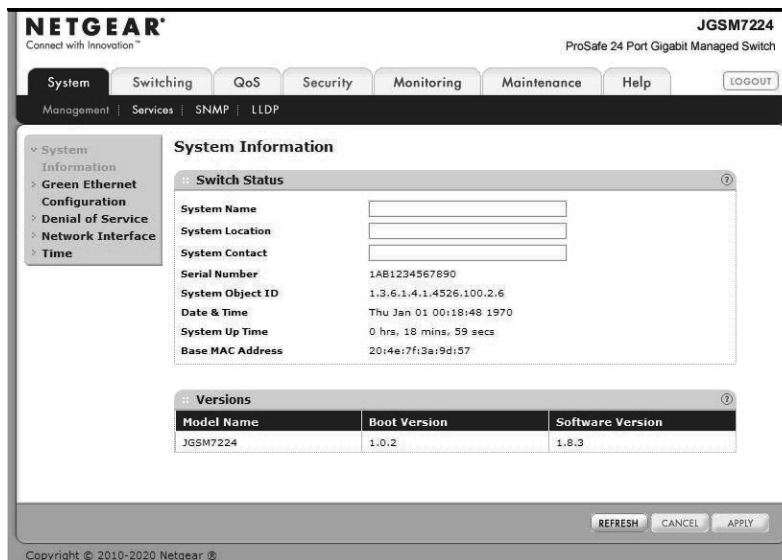 NETGEAR®
Connect with Innovation™
JGSM7224
ProSafe 24 Port Gigabit Managed Switch
System Switching QoS Security Monitoring Maintenance Help LOGOUT
Management | Services | SNMP | LLDP
System Information
Green Ethernet Configuration
Denial of Service
Network Interface
Time
System Information
Switch Status ?
System Name
System Location
System Contact
Serial Number 1AB1234567890
System Object ID 1.3.6.1.4.1.4526.100.2.6
Date & Time Thu Jan 01 00:18:48 1970
System Up Time 0 hrs, 18 mins, 59 secs
Base MAC Address 20:4e:7f:3a:9d:57
Versions ?
Model Name Boot Version Software Version
JGSM7224 1.0.2 1.8.3
REFRESH CANCEL APPLY
Copyright © 2010-2020 Netgear ®